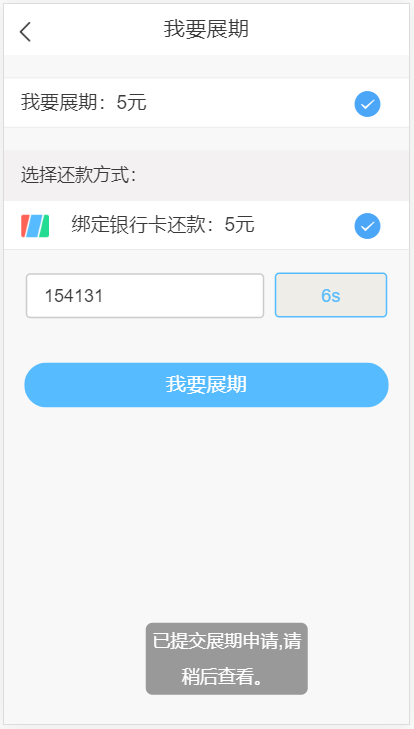 我要展期
我要展期：5元
选择还款方式：
绑定银行卡还款：5元
154131
6s
我要展期
已提交展期申请,请
稍后查看。